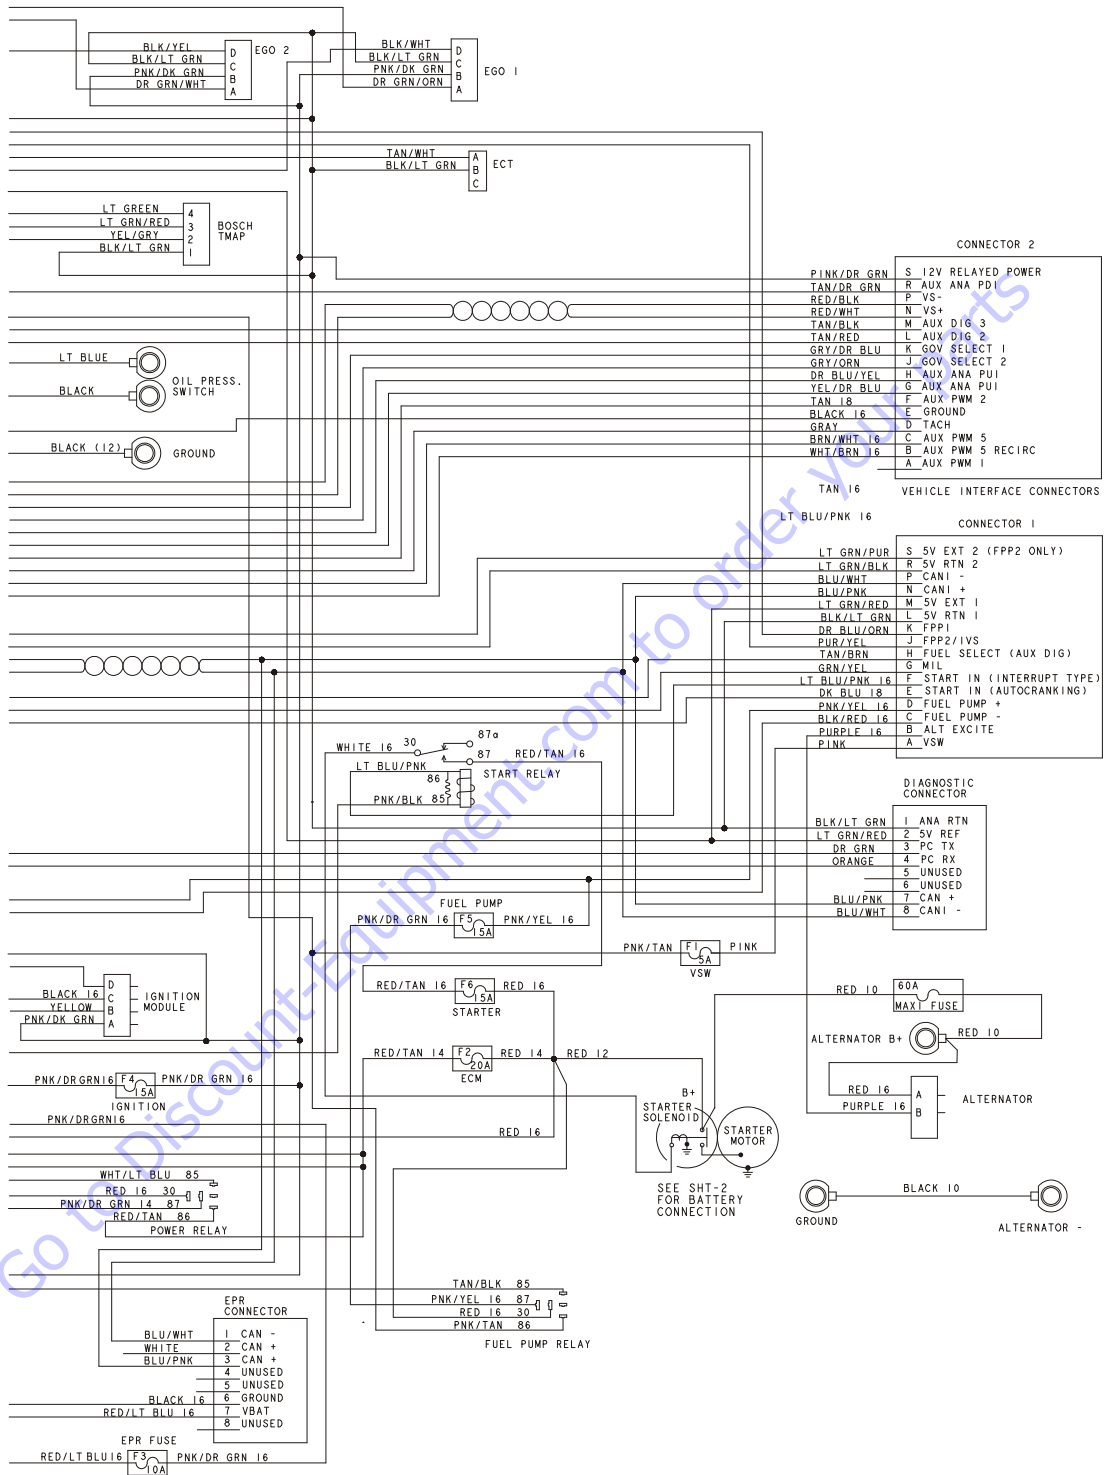 BLK/YEL D EGO 2
BLK/LT GRN C
PNK/DK GRN B
DR GRN/WHT A
BLK/WHT D
BLK/LT GRN C EGO 1
PNK/DK GRN B
DR GRN/ORN A
TAN/WHT A
BLK/LT GRN B ECT
C
LT GREEN 4
LT GRN/RED 3 BOSCH
YEL/GRY 2 TMAP
BLK/LT GRN 1
LT BLUE
BLACK
OIL PRESS.
SWITCH
BLACK (12) GROUND
CONNECTOR 2
PINK/DR GRN S 12V RELAYED POWER
TAN/DR GRN R AUX ANA PD1
RED/BLK P VS-
RED/WHT N VS+
TAN/BLK M AUX DIG 3
TAN/RED L AUX DIG 2
GRY/DR BLU K GOV SELECT 1
GRY/ORN J GOV SELECT 2
DR BLU/YEL H AUX ANA PU1
YEL/DR BLU G AUX ANA PU1
TAN 18 F AUX PWM 2
BLACK 16 E GROUND
GRAY D TACH
BRN/WHT 16 C AUX PWM 5
WHT/BRN 16 B AUX PWM 5 RECIRC
A AUX PWM 1
TAN 16
VEHICLE INTERFACE CONNECTORS
LT BLU/PNK 16
CONNECTOR 1
LT GRN/PUR S 5V EXT 2 (FPP2 ONLY)
LT GRN/BLK R 5V RTN 2
BLU/WHT P CAN1 -
BLU/PNK N CAN1 +
LT GRN/RED M 5V EXT 1
BLK/LT GRN L 5V RTN 1
DR BLU/ORN K FPP1
PUR/YEL J FPP2/IVS
TAN/BRN H FUEL SELECT (AUX DIG)
GRN/YEL G MIL
LT BLU/PNK 16 F START IN (INTERRUPT TYPE)
DK BLU 18 E START IN (AUTOCRANKING)
PNK/YEL 16 D FUEL PUMP +
BLK/RED 16 C FUEL PUMP -
PURPLE 16 B ALT EXCITE
PINK A VSW
WHITE 16 30 87a
87 RED/TAN 16
LT BLU/PNK 86 START RELAY
PNK/BLK 85
DIAGNOSTIC
CONNECTOR
BLK/LT GRN 1 ANA RTN
LT GRN/RED 2 5V REF
DR GRN 3 PC TX
ORANGE 4 PC RX
5 UNUSED
6 UNUSED
BLU/PNK 7 CAN +
BLU/WHT 8 CAN1 -
FUEL PUMP
PNK/DR GRN 16 F5 15A PNK/YEL 16
PNK/TAN F1 5A PINK
VSW
RED/TAN 16 F6 15A RED 16
STARTER
RED/TAN 14 F2 20A RED 14 RED 12
ECM
D
BLACK 16 C IGNITION
YELLOW B MODULE
PNK/DK GRN A
PNK/DRGRN16 F4 15A PNK/DR GRN 16
IGNITION
PNK/DRGRN16
RED 16
RED 10 60A
MAXI FUSE
ALTERNATOR B+ RED 10
RED 16 A ALTERNATOR
PURPLE 16 B
B+
STARTER
SOLENOID
STARTER
MOTOR
SEE SHT-2
FOR BATTERY
CONNECTION
BLACK 10
GROUND
ALTERNATOR -
WHT/LT BLU 85
RED 16 30
PNK/DR GRN 14 87
RED/TAN 86
POWER RELAY
TAN/BLK 85
PNK/YEL 16 87
RED 16 30
PNK/TAN 86
FUEL PUMP RELAY
EPR
CONNECTOR
BLU/WHT 1 CAN -
WHITE 2 CAN +
BLU/PNK 3 CAN +
4 UNUSED
5 UNUSED
BLACK 16 6 GROUND
RED/LT BLU 16 7 VBAT
8 UNUSED
EPR FUSE
RED/LT BLU16 F3 10A PNK/DR GRN 16
Go to Discount-Equipment.com to order your parts